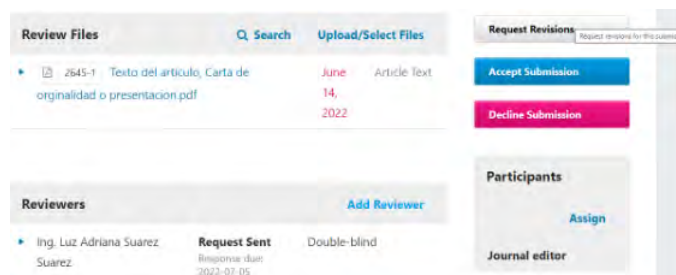 Review Files Search Upload/Select Files
2645-1 Texto del artículo, Carta de June Article Text
orginalidad o presentacion.pdf 14,
2022
Request Revisions
Request revisions for this submis
Accept Submission
Decline Submission
Participants
Assign
Journal editor
Reviewers Add Reviewer
Ing. Luz Adriana Suarez Request Sent Double-blind
Suarez Response due:
2022-07-05